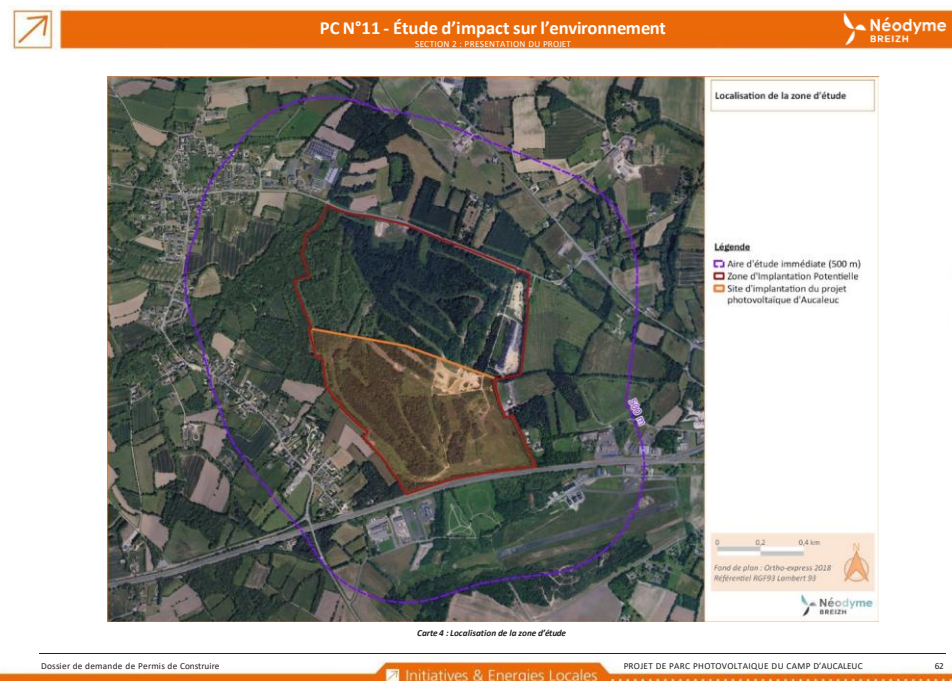 PC N°11 - Étude d'impact sur l'environnement
SECTION 2 : PRESENTATION DU PROJET
Néodyme
BREIZH
Localisation de la zone d'étude
Légende
Aire d'étude immédiate (500 m)
Zone d'Implantation Potentielle
Site d'implantation du projet
photovoltaïque d'Aucaleuc
500 m
0 0,2 0,4 km
N
Fond de plan : Ortho-express 2018
Référentiel RGF93 Lambert 93
Néodyme
BREIZH
Carte 4 : Localisation de la zone d'étude
Dossier de demande de Permis de Construire
Initiatives & Energies Locales
PROJET DE PARC PHOTOVOLTAIQUE DU CAMP D'AUCALEUC
62